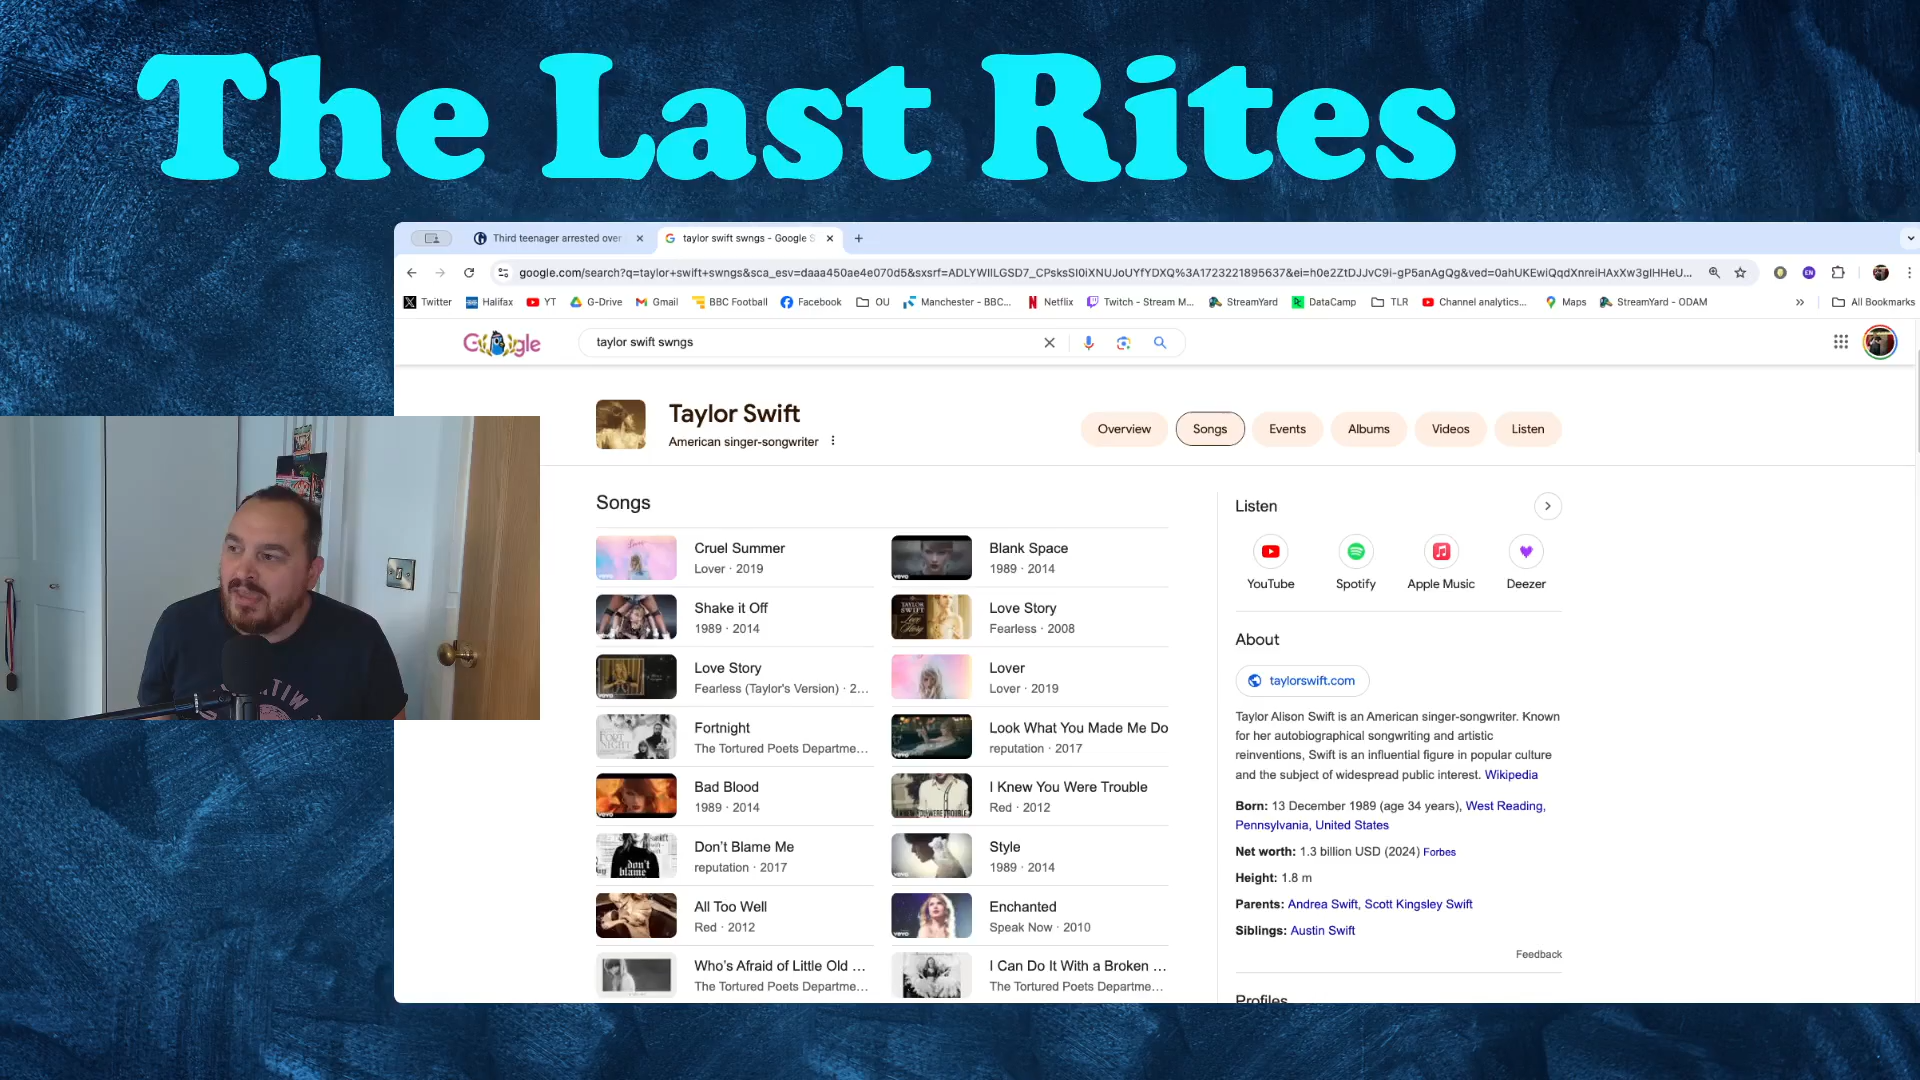 The Last Rites
Third teenager arrested over
taylor swift swngs - Google S
google.com/search?q=taylor+swift+swngs&sca_esv=daaa450ae4e070d5&sxsrf=ADLYWIlLGSD7_CPsksSI0iXNUJoUYfYDXQ%3A1723221895637&ei=h0e2ZtDJJvC9i-gP5anAgQg&ved=0ahUKEwiQqdXnreiHAxXw3gIHHeU...
Twitter Halifax YT G-Drive Gmail BBC Football Facebook OU Manchester - BBC... Netflix Twitch - Stream M... StreamYard DataCamp TLR Channel analytics... Maps StreamYard - ODAM » All Bookmarks
Google taylor swift swngs
Taylor Swift
American singer-songwriter
Overview Songs Events Albums Videos Listen
Songs
Cruel Summer
Lover · 2019
Blank Space
1989 · 2014
Shake it Off
1989 · 2014
Love Story
Fearless · 2008
Love Story
Fearless (Taylor's Version) · 2...
Lover
Lover · 2019
Fortnight
The Tortured Poets Departme...
Look What You Made Me Do
reputation · 2017
Bad Blood
1989 · 2014
I Knew You Were Trouble
Red · 2012
Don't Blame Me
reputation · 2017
Style
1989 · 2014
All Too Well
Red · 2012
Enchanted
Speak Now · 2010
Who's Afraid of Little Old ...
The Tortured Poets Departme...
I Can Do It With a Broken ...
The Tortured Poets Departme...
Listen
YouTube Spotify Apple Music Deezer
About
taylorswift.com
Taylor Alison Swift is an American singer-songwriter. Known
for her autobiographical songwriting and artistic
reinventions, Swift is an influential figure in popular culture
and the subject of widespread public interest. Wikipedia
Born: 13 December 1989 (age 34 years), West Reading,
Pennsylvania, United States
Net worth: 1.3 billion USD (2024) Forbes
Height: 1.8 m
Parents: Andrea Swift, Scott Kingsley Swift
Siblings: Austin Swift
Feedback
Profiles